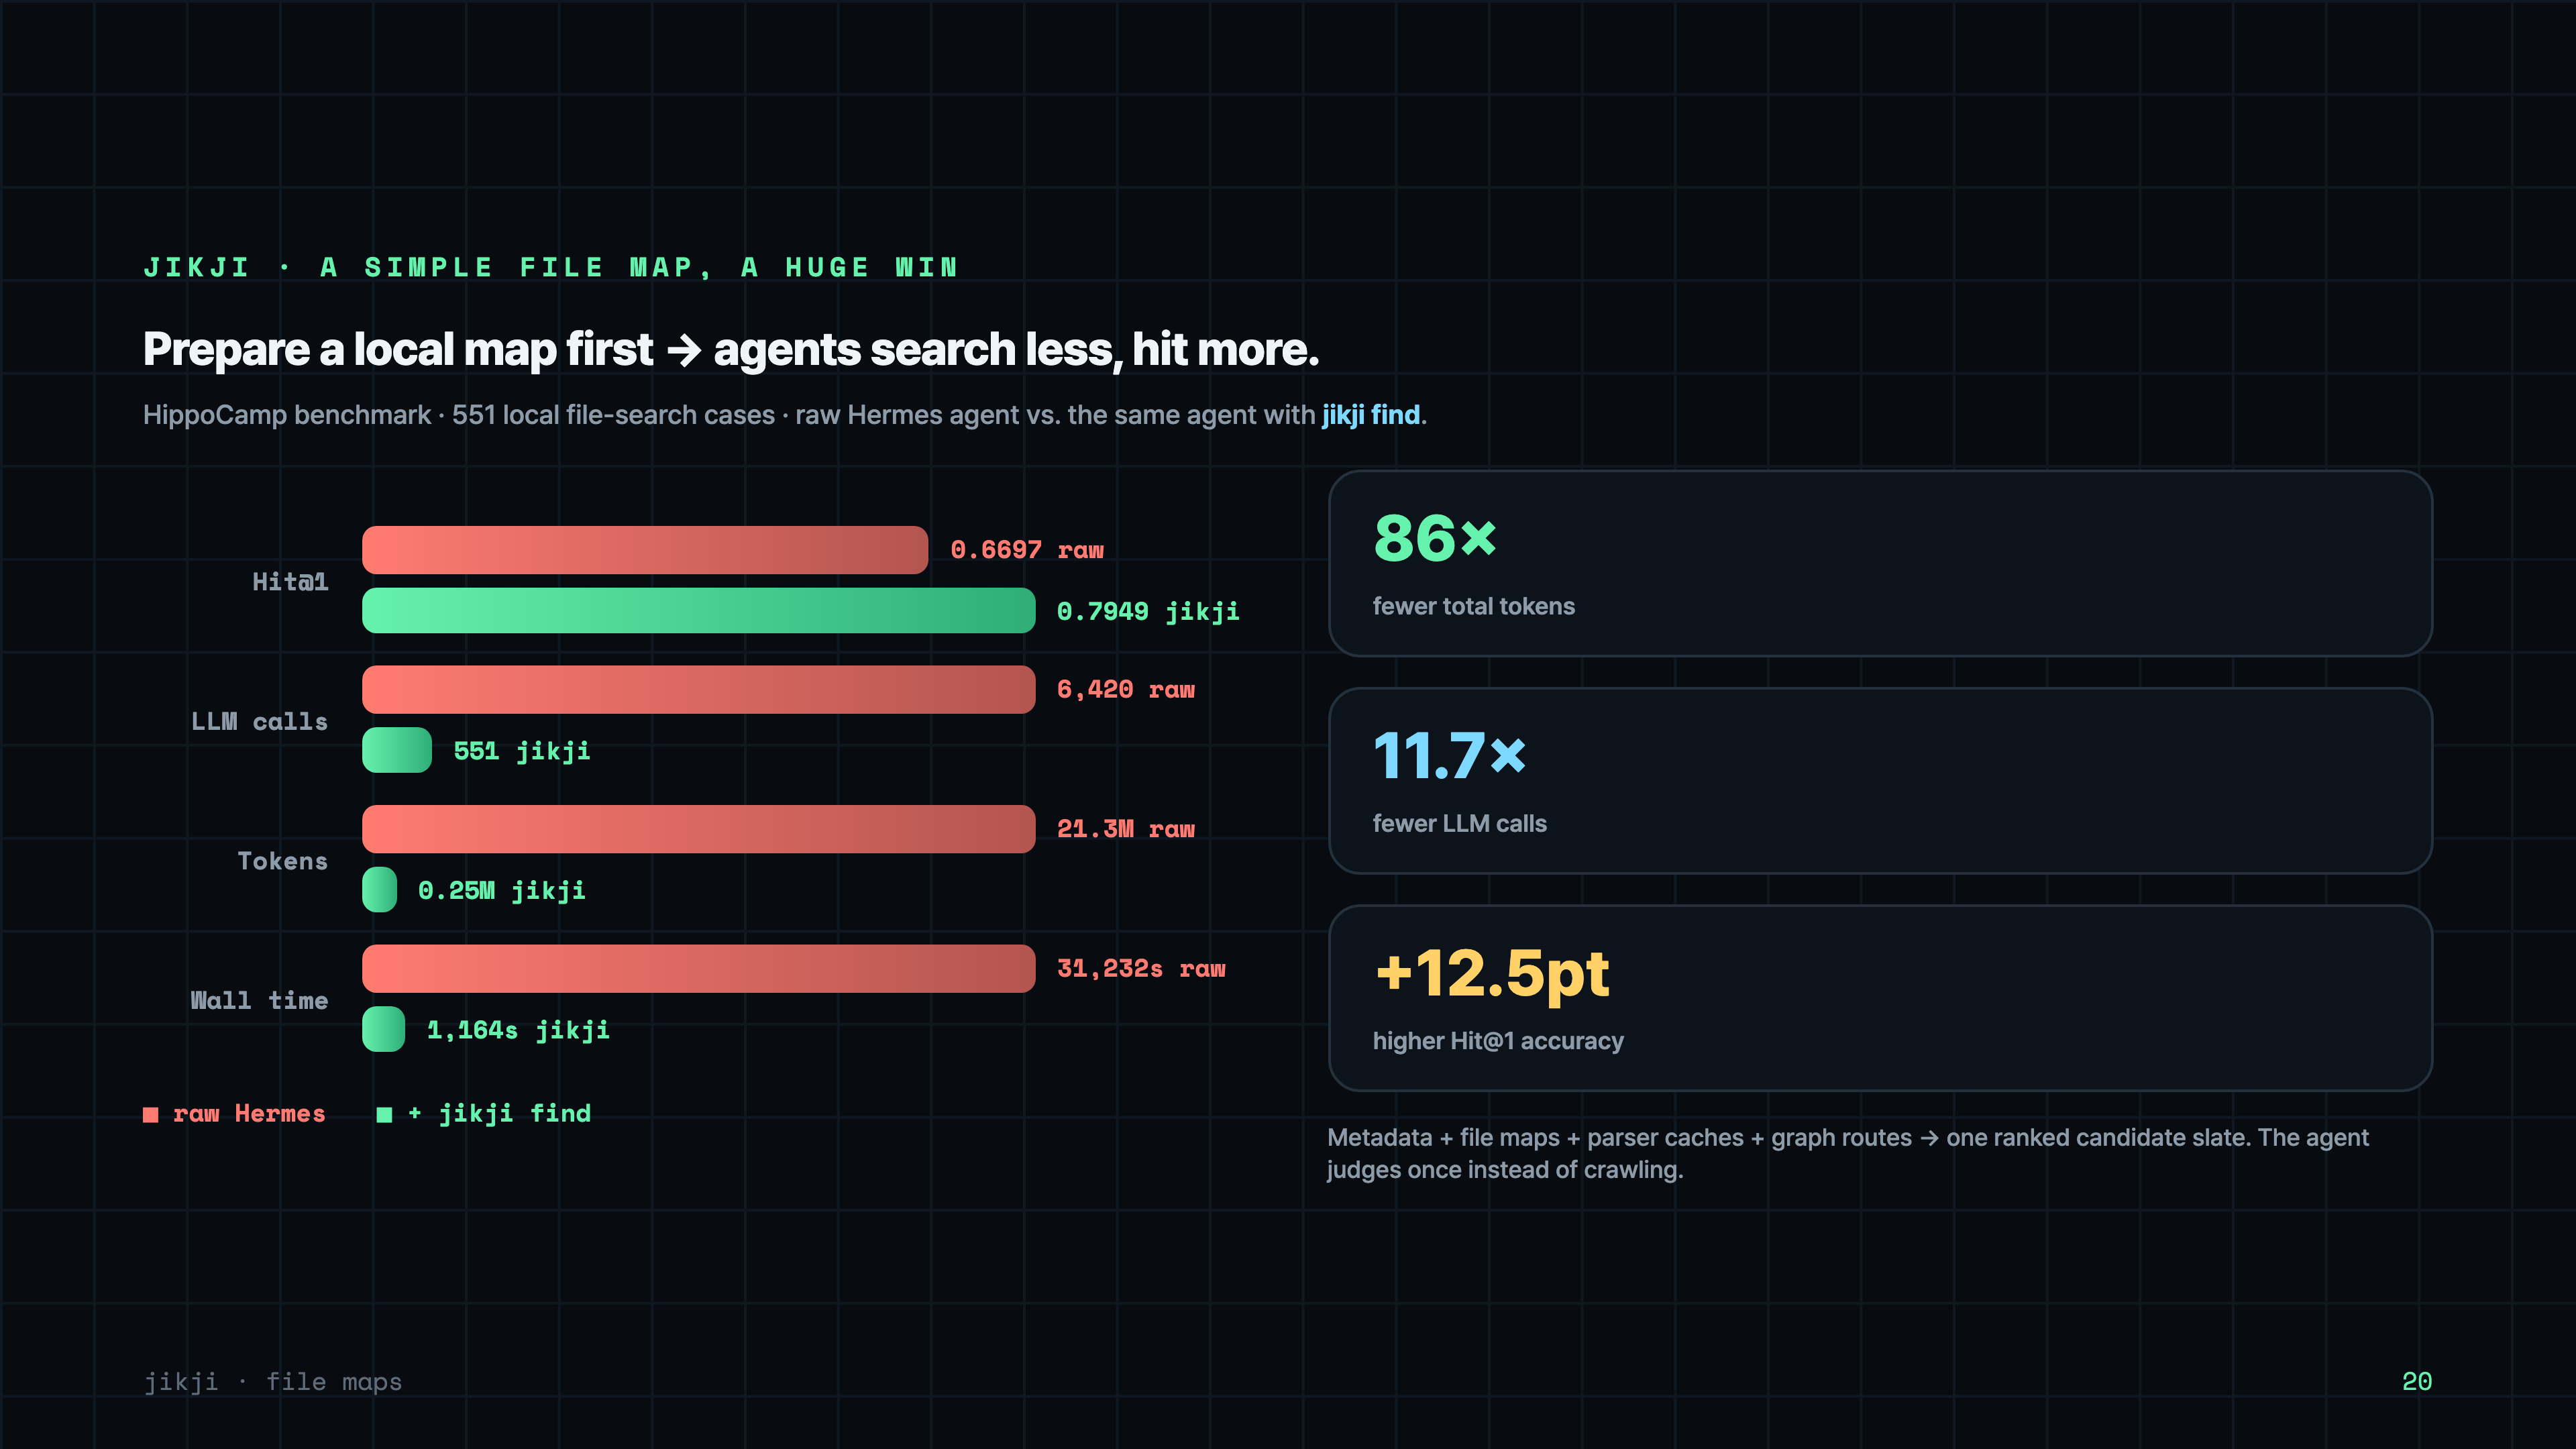 JIKJI · A SIMPLE FILE MAP, A HUGE WIN
Prepare a local map first → agents search less, hit more.
HippoCamp benchmark · 551 local file-search cases · raw Hermes agent vs. the same agent with jikji find.
Hit@1
0.6697 raw
0.7949 jikji
LLM calls
6,420 raw
551 jikji
Tokens
21.3M raw
0.25M jikji
Wall time
31,232s raw
1,164s jikji
■ raw Hermes
■ + jikji find
86×
fewer total tokens
11.7×
fewer LLM calls
+12.5pt
higher Hit@1 accuracy
Metadata + file maps + parser caches + graph routes → one ranked candidate slate. The agent
judges once instead of crawling.
jikji · file maps
20